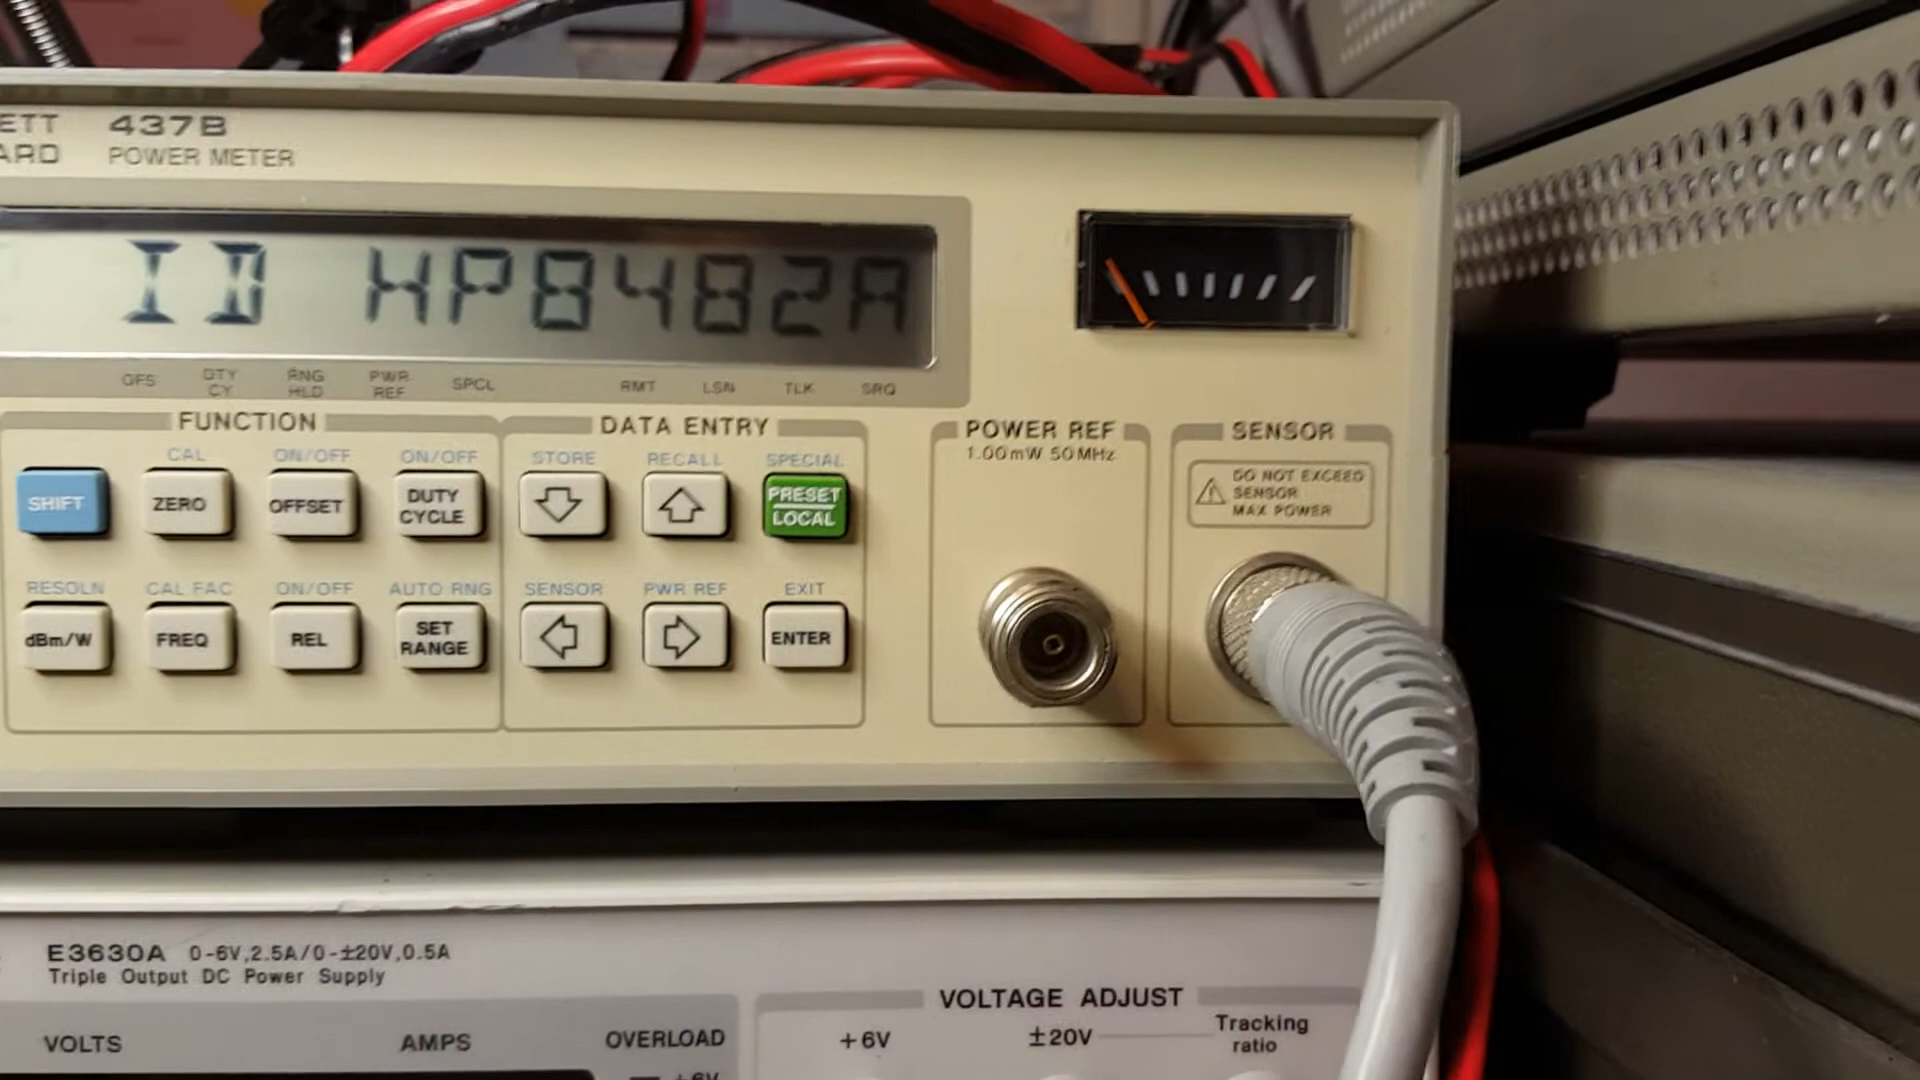 ETT 437B
ARD POWER METER
ID HP8482A
OFS DTY CY RNG HLD PWR REF SPCL RMT LSN TLK SRQ
FUNCTION DATA ENTRY POWER REF SENSOR
1.00mW 50MHz
CAL ON/OFF ON/OFF STORE RECALL SPECIAL
DO NOT EXCEED
SENSOR
MAX POWER
SHIFT ZERO OFFSET DUTY CYCLE PRESET LOCAL
RESOLN CAL FAC ON/OFF AUTO RNG SENSOR PWR REF EXIT
dBm/W FREQ REL SET RANGE ENTER
E3630A 0-6V,2.5A/0-±20V,0.5A
Triple Output DC Power Supply
VOLTAGE ADJUST
VOLTS AMPS OVERLOAD +6V ±20V Tracking ratio
+6V